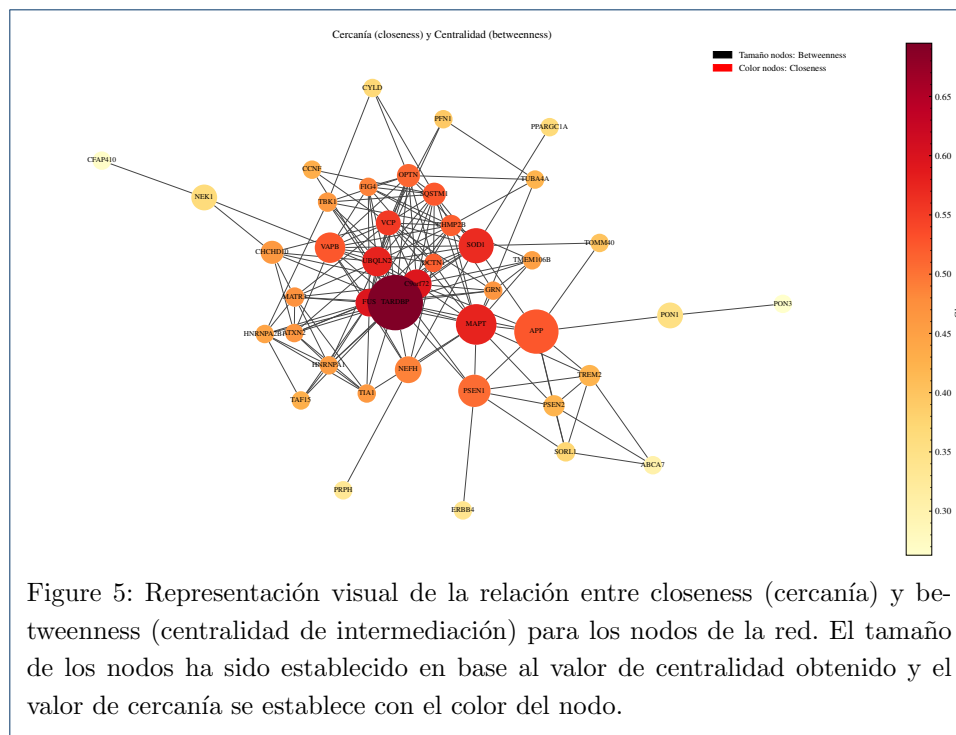 Cercanía (closeness) y Centralidad (betweenness)
Tamaño nodos: Betweenness
Color nodos: Closeness
CYLD
PFN1
PPARGC1A
CFAP410
CCNF
OPTN
TUBA4A
NEK1
FIG4
SQSTM1
TBK1
VCP
CHMP2B
VAPB
SOD1
TOMM40
CHCHD10
UBQLN2
DCTN1
TMEM106B
C9orf72
GRN
MATR3
FUS
TARDBP
PON3
PON1
HNRNPA2B1
ATXN2
MAPT
APP
HNRNPA1
NEFH
TREM2
TIA1
PSEN1
TAF15
PSEN2
SORL1
ABCA7
PRPH
ERBB4
0.65
0.60
0.55
0.50
0.45
0.40
0.35
0.30
Figure 5: Representación visual de la relación entre closeness (cercanía) y be-
tweenness (centralidad de intermediación) para los nodos de la red. El tamaño
de los nodos ha sido establecido en base al valor de centralidad obtenido y el
valor de cercanía se establece con el color del nodo.